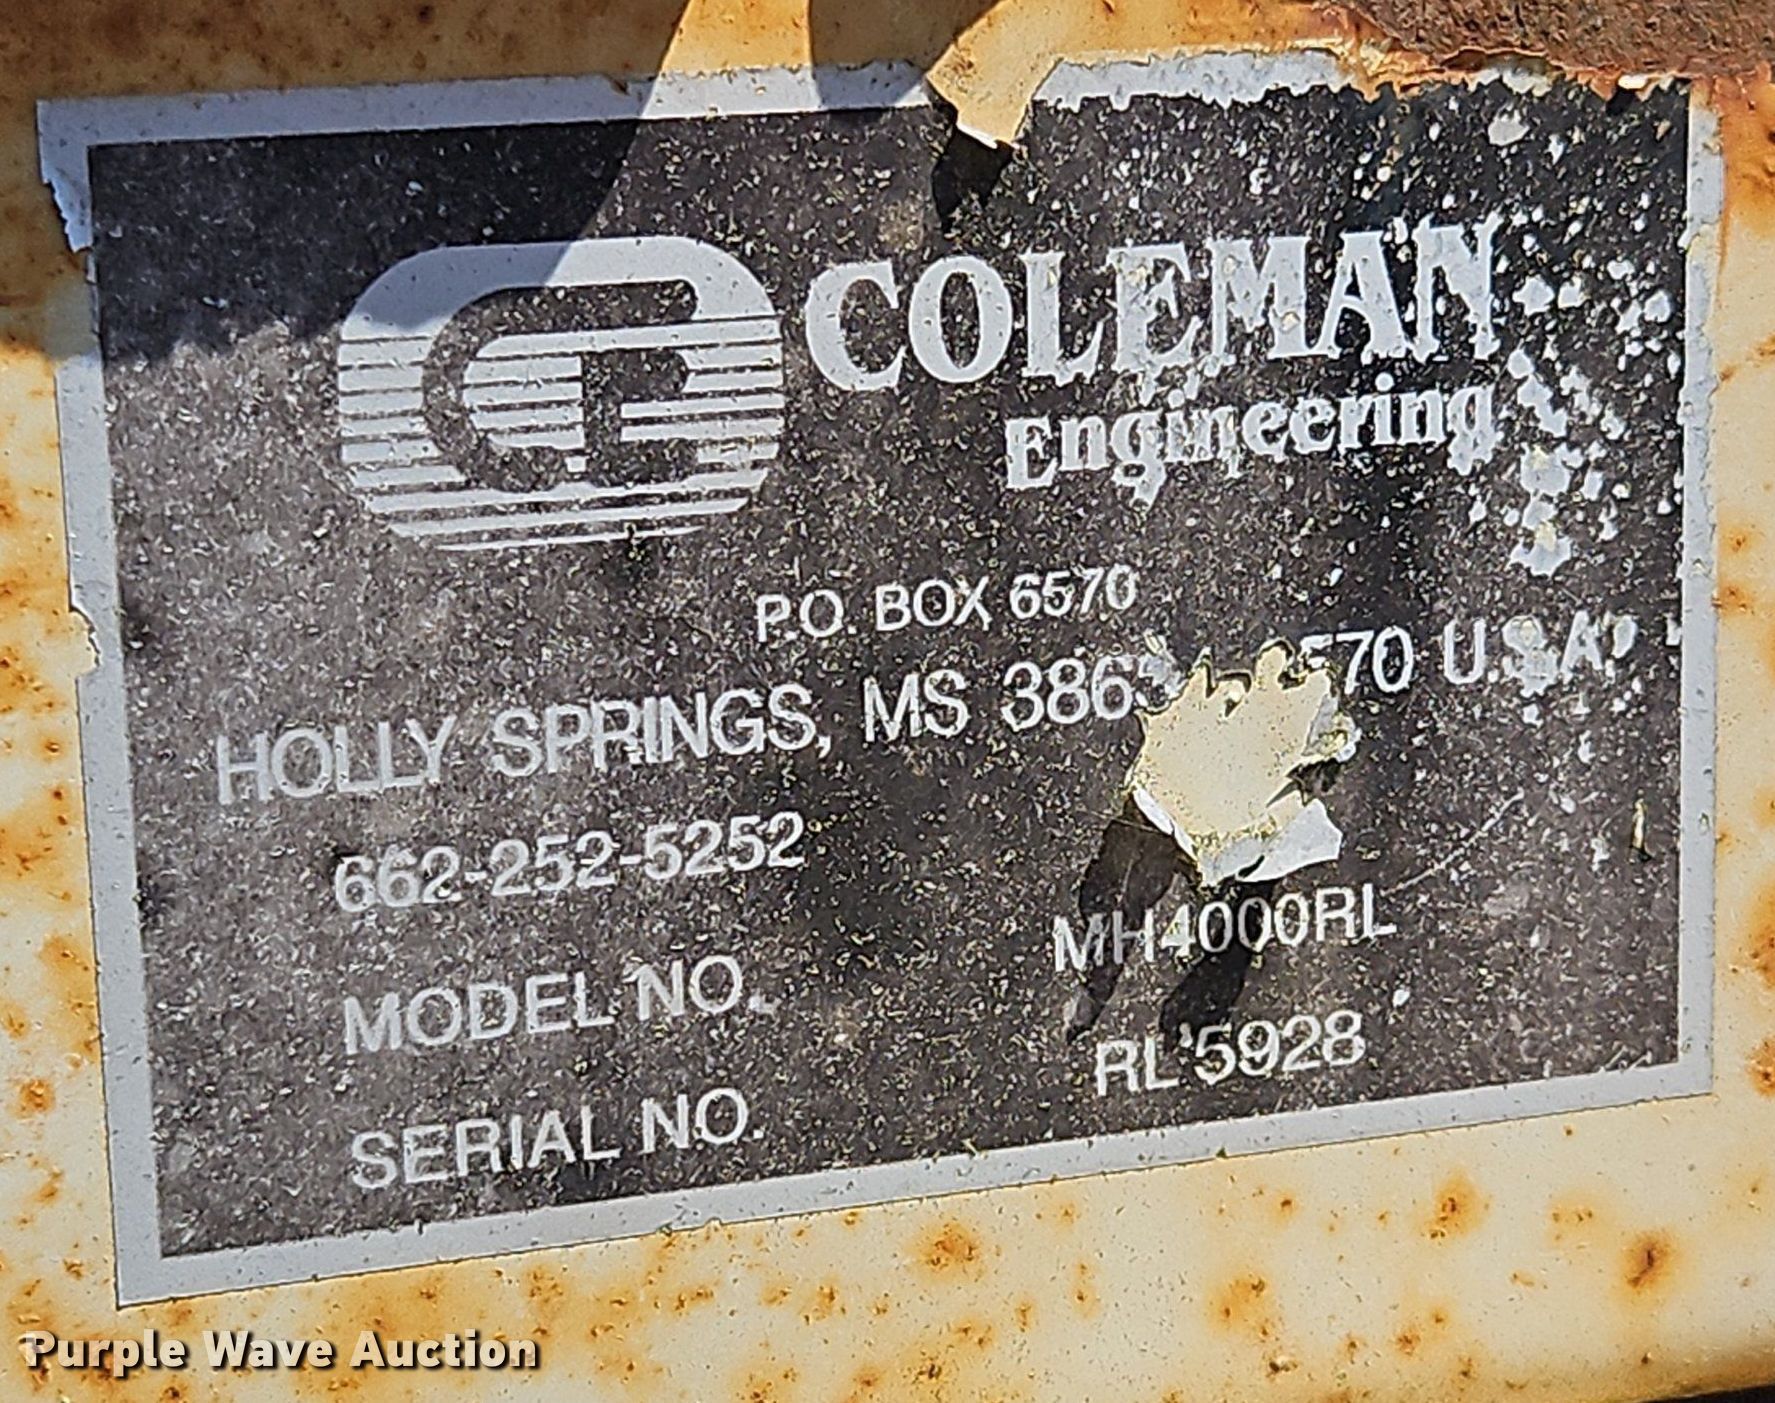 COLEMAN
Engineering
P.O. BOX 6570
HOLLY SPRINGS, MS U.S.A.
662-252-5252
MODEL NO. MH4000RL
SERIAL NO. RL5928
Purple Wave Auction